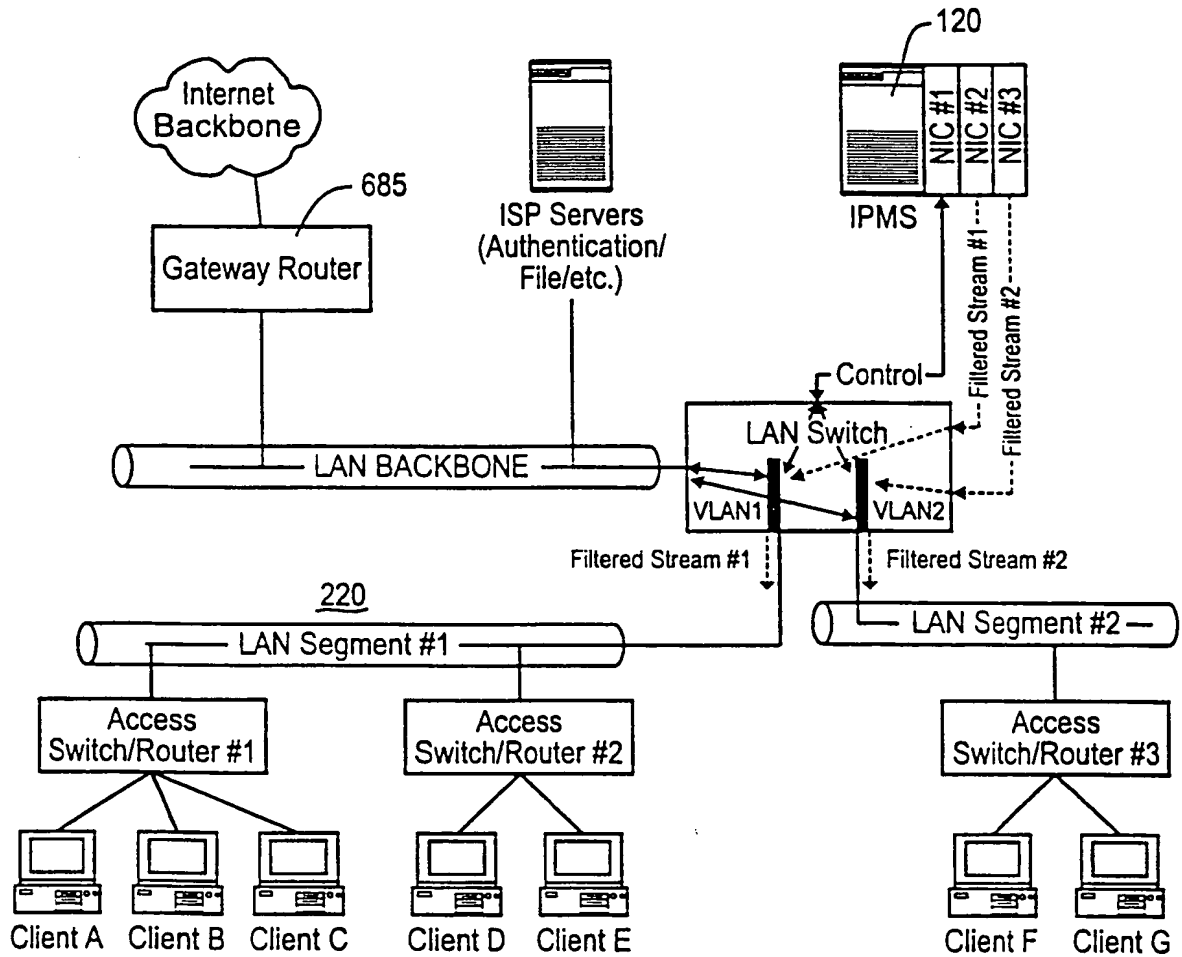 120
Internet
Backbone
685
Gateway Router
ISP Servers
(Authentication/
File/etc.)
NIC #1
NIC #2
NIC #3
IPMS
Filtered Stream #1
Filtered Stream #2
Control
LAN Switch
LAN BACKBONE
VLAN1
VLAN2
Filtered Stream #1
Filtered Stream #2
220
LAN Segment #1
LAN Segment #2
Access
Switch/Router #1
Access
Switch/Router #2
Access
Switch/Router #3
Client A
Client B
Client C
Client D
Client E
Client F
Client G